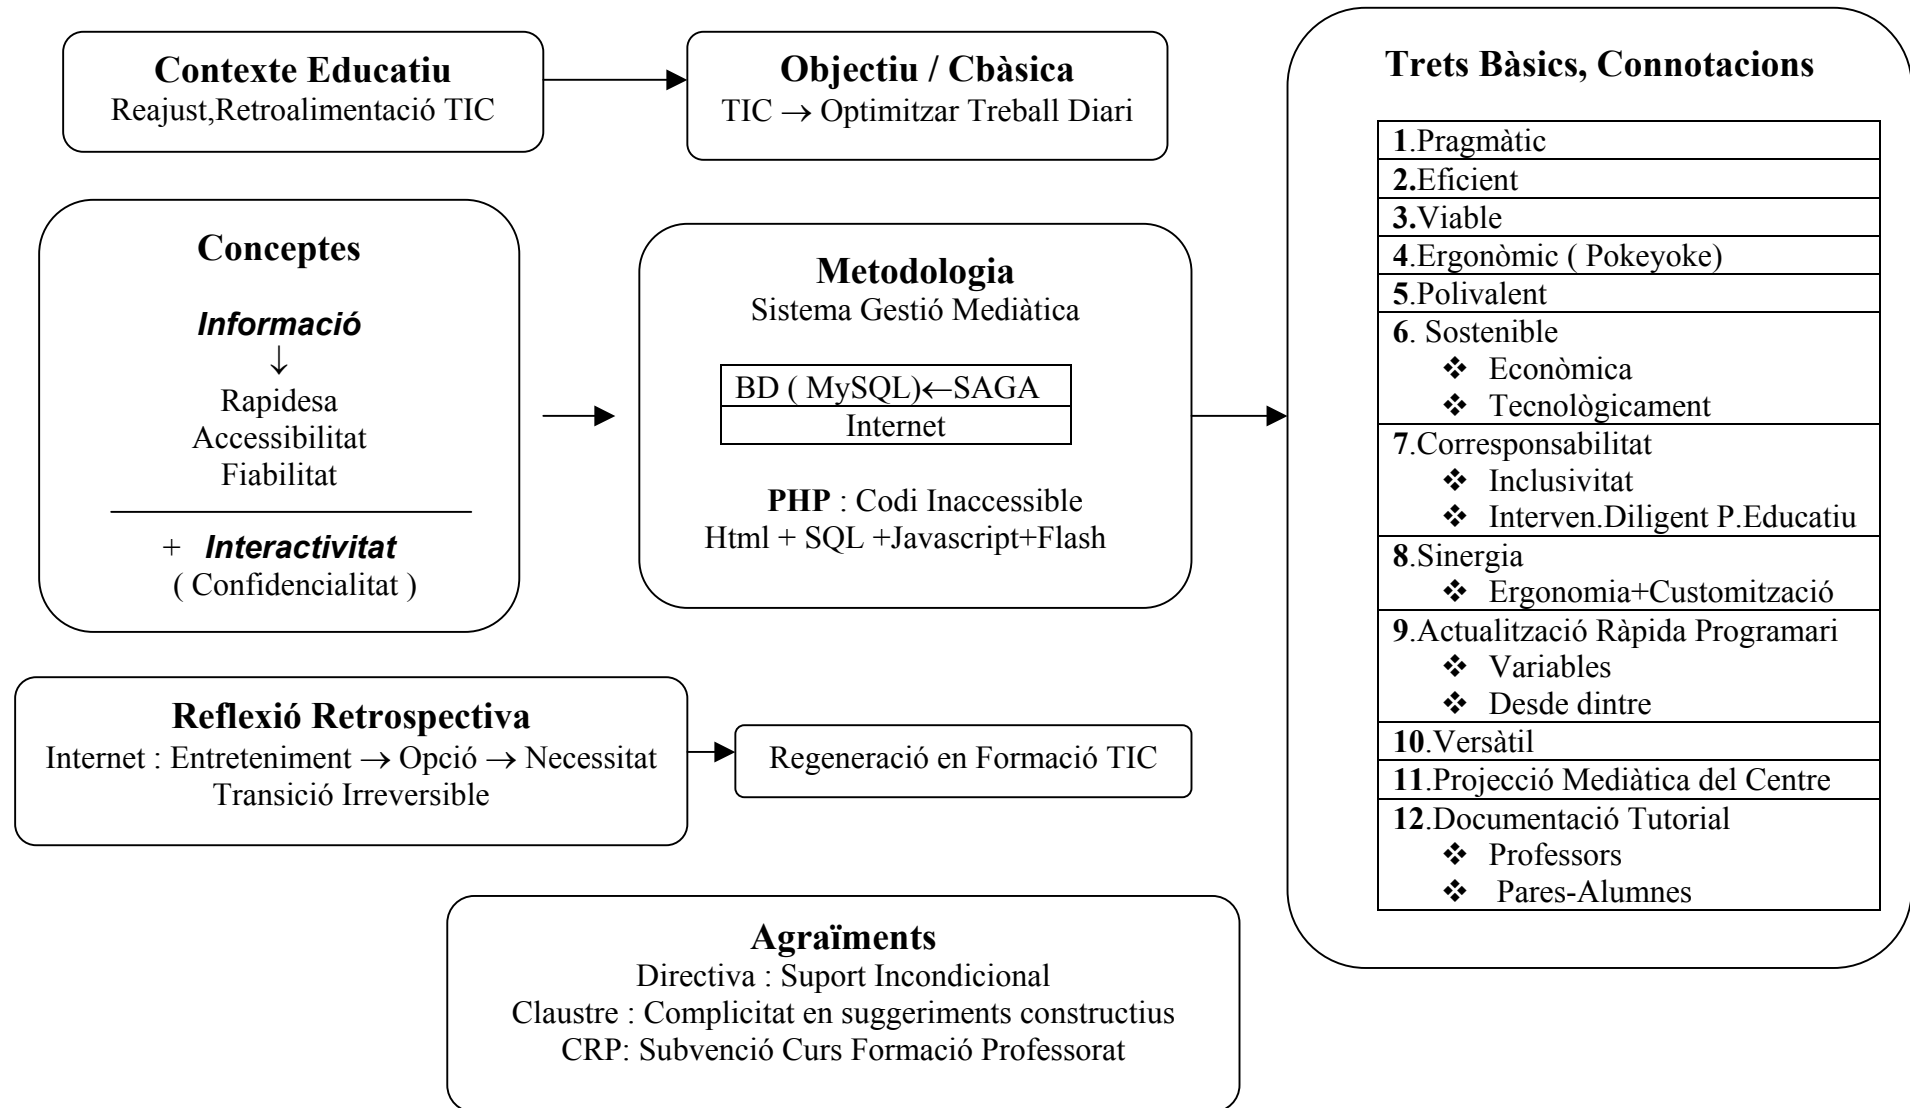 Contexte Educatiu
Reajust,Retroalimentació TIC
Objectiu / Cbàsica
TIC → Optimitzar Treball Diari
Conceptes
Informació
↓
Rapidesa
Accessibilitat
Fiabilitat
+ Interactivitat
( Confidencialitat )
Metodologia
Sistema Gestió Mediàtica
BD ( MySQL)←SAGA
Internet
PHP : Codi Inaccessible
Html + SQL +Javascript+Flash
Trets Bàsics, Connotacions
1.Pragmàtic
2.Eficient
3.Viable
4.Ergonòmic ( Pokeyoke)
5.Polivalent
6. Sostenible
❖ Econòmica
❖ Tecnològicament
7.Corresponsabilitat
❖ Inclusivitat
❖ Interven.Diligent P.Educatiu
8.Sinergia
❖ Ergonomia+Customització
9.Actualització Ràpida Programari
❖ Variables
❖ Desde dintre
10.Versàtil
11.Projecció Mediàtica del Centre
12.Documentació Tutorial
❖ Professors
❖ Pares-Alumnes
Reflexió Retrospectiva
Internet : Entreteniment → Opció → Necessitat
Transició Irreversible
Regeneració en Formació TIC
Agraïments
Directiva : Suport Incondicional
Claustre : Complicitat en suggeriments constructius
CRP: Subvenció Curs Formació Professorat